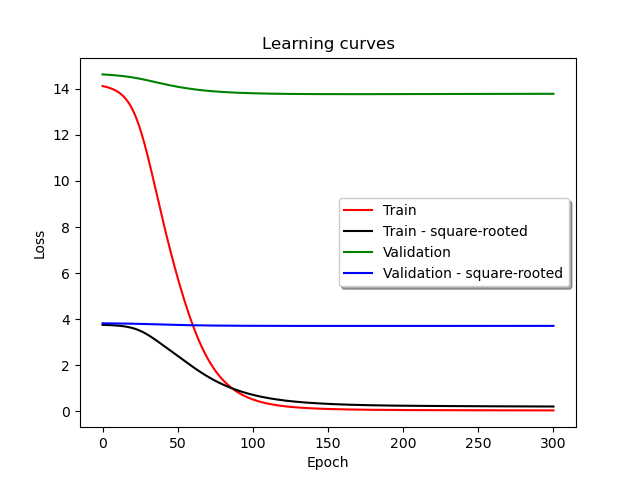 Learning curves
14
12
10
8
6
4
2
0
Loss
Train
Train - square-rooted
Validation
Validation - square-rooted
0 50 100 150 200 250 300
Epoch